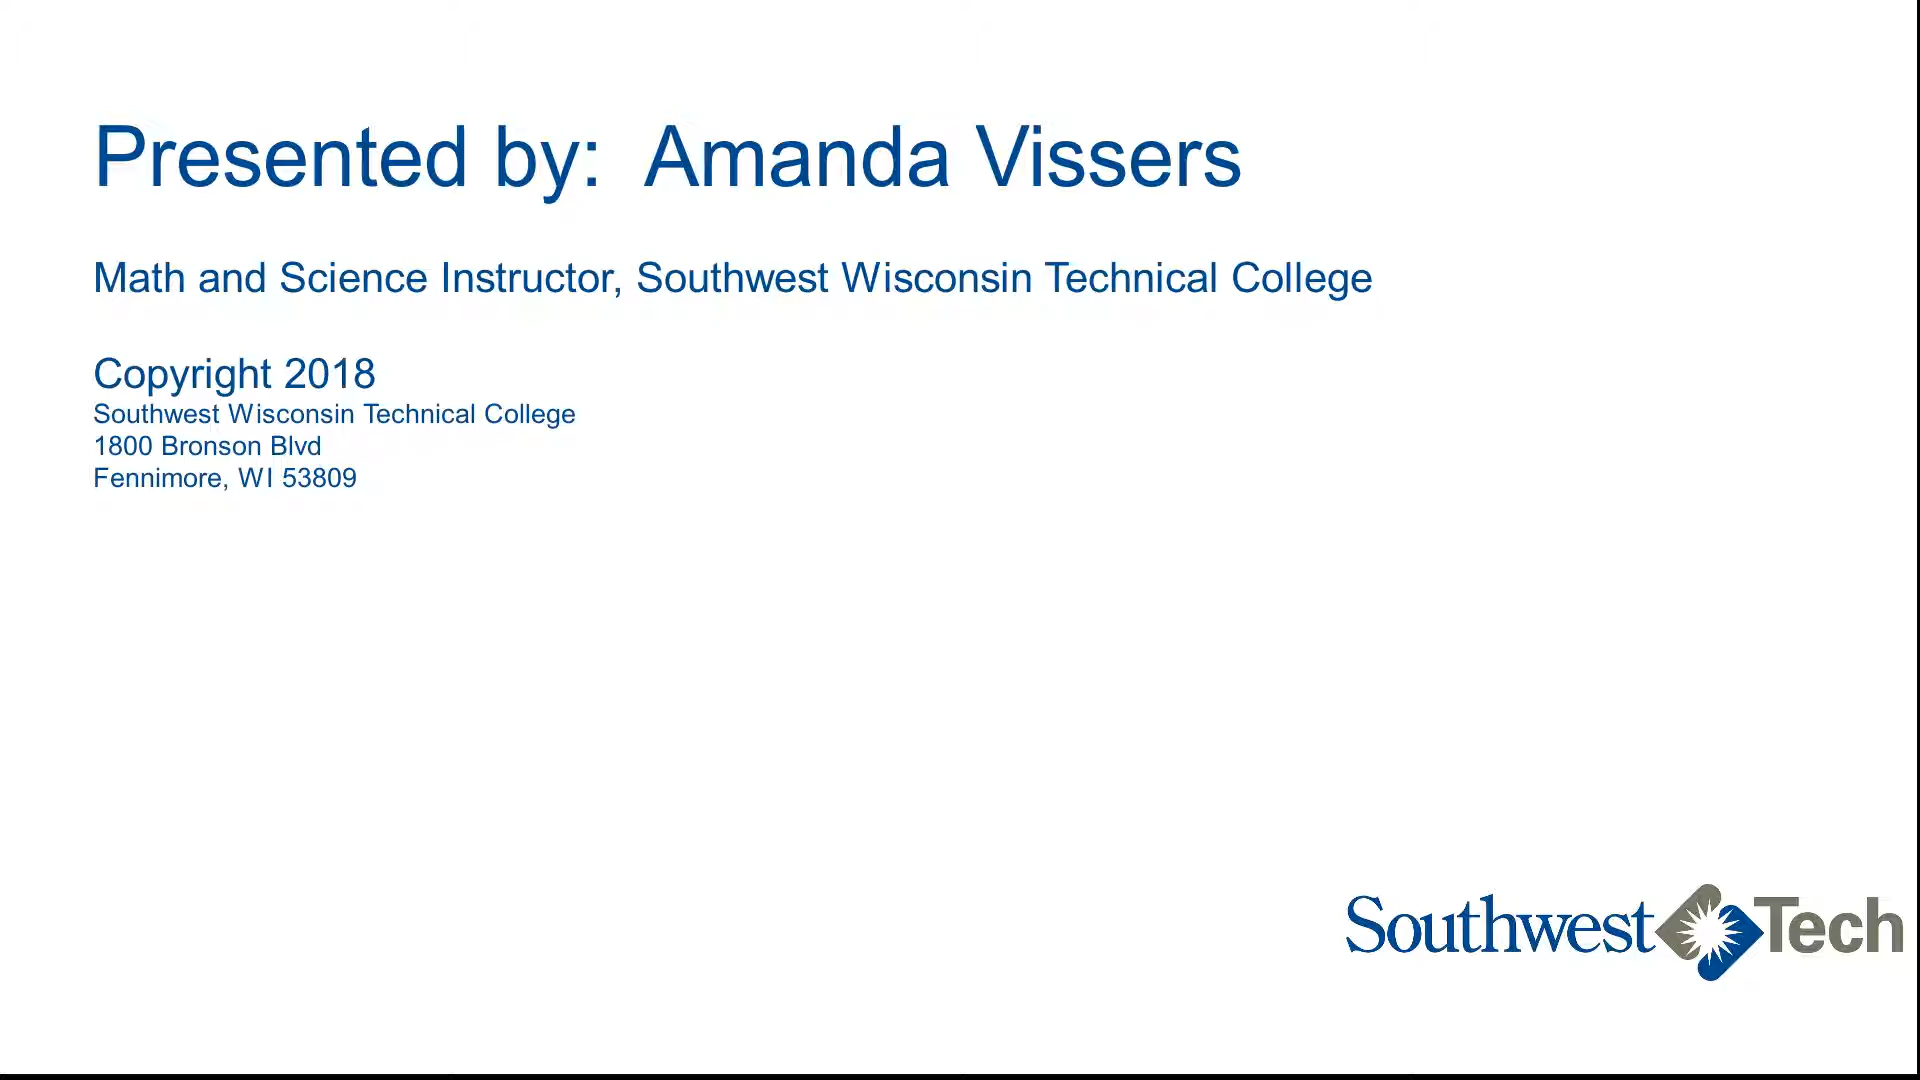 Presented by: Amanda Vissers
Math and Science Instructor, Southwest Wisconsin Technical College
Copyright 2018
Southwest Wisconsin Technical College
1800 Bronson Blvd
Fennimore, WI 53809
Southwest Tech